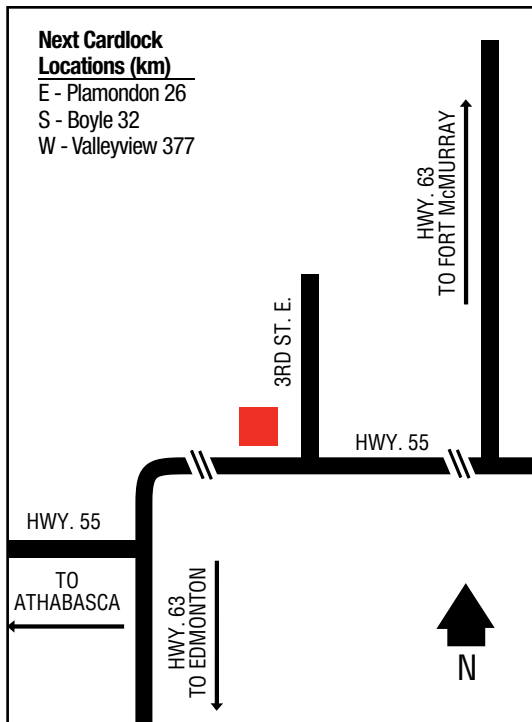 Next Cardlock
Locations (km)
E - Plamondon 26
S - Boyle 32
W - Valleyview 377
HWY. 63
TO FORT McMURRAY
3RD ST. E.
HWY. 55
HWY. 55
TO
ATHABASCA
HWY. 63
TO EDMONTON
N